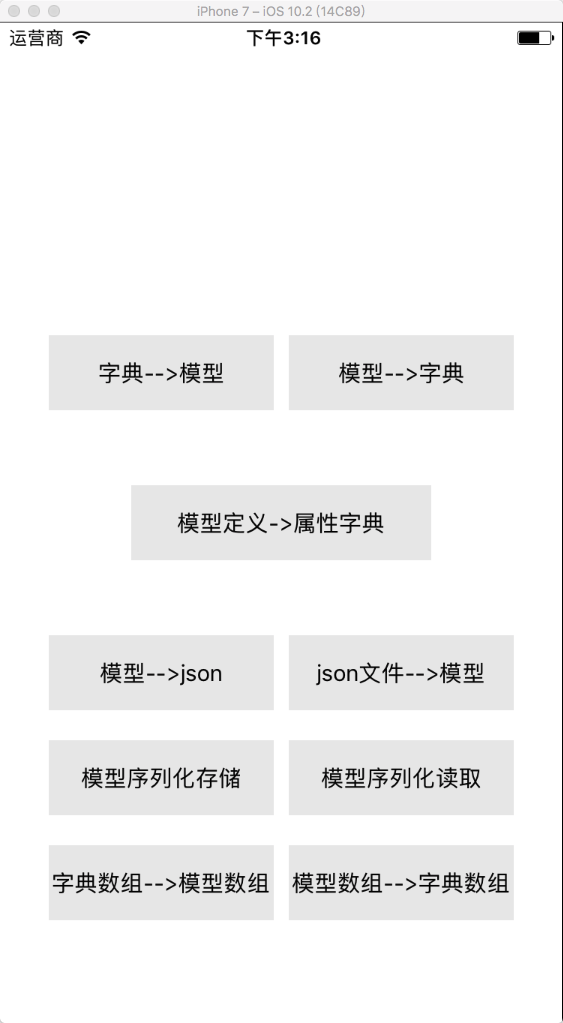 iPhone 7 – iOS 10.2 (14C89)
运营商 下午3:16
字典-->模型 模型-->字典
模型定义->属性字典
模型-->json json文件-->模型
模型序列化存储 模型序列化读取
字典数组-->模型数组 模型数组-->字典数组